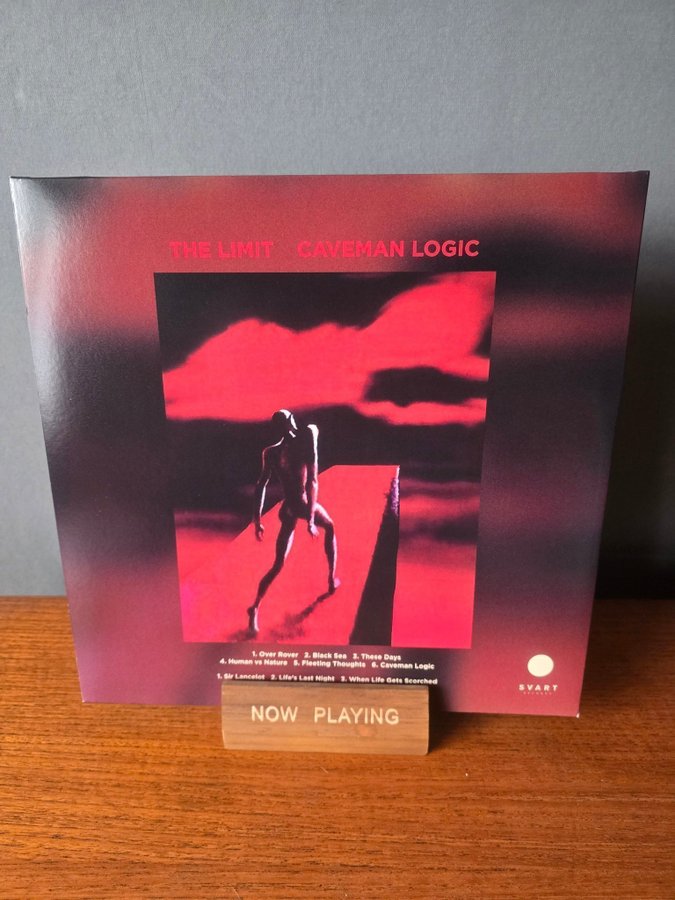 THE LIMIT CAVEMAN LOGIC
1. Over Rover 2. Black Sea 3. These Days
4. Human vs Nature 5. Fleeting Thoughts 6. Caveman Logic
1. Sir Lancelot 2. Life's Last Night 3. When Life Gets Scorched
SVART
RECORDS
NOW PLAYING